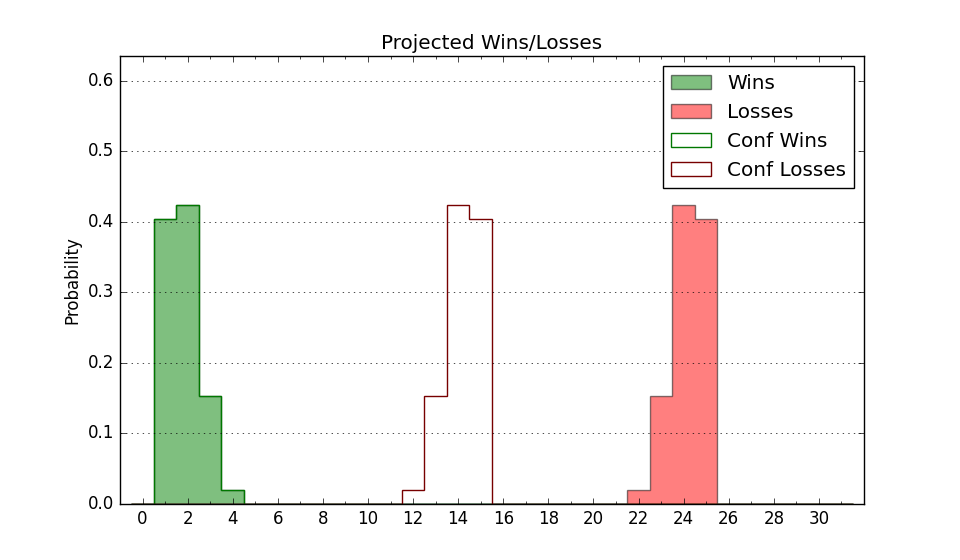 Projected Wins/Losses
0.6
0.5
0.4
0.3
0.2
0.1
0.0
Probability
Wins
Losses
Conf Wins
Conf Losses
0 2 4 6 8 10 12 14 16 18 20 22 24 26 28 30